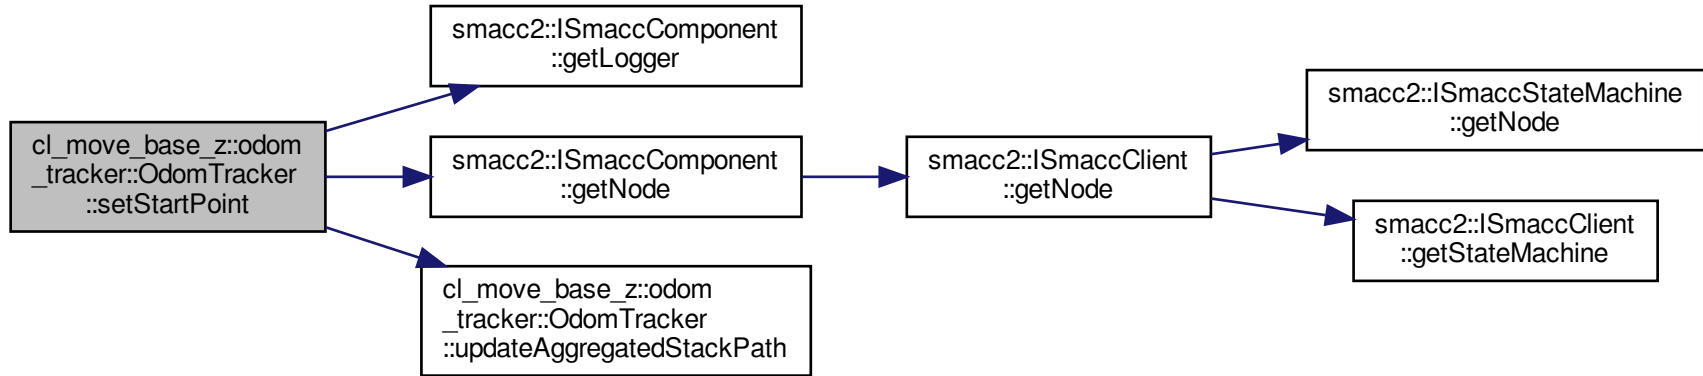 cl_move_base_z::odom
_tracker::OdomTracker
::setStartPoint
smacc2::ISmaccComponent
::getLogger
smacc2::ISmaccComponent
::getNode
cl_move_base_z::odom
_tracker::OdomTracker
::updateAggregatedStackPath
smacc2::ISmaccClient
::getNode
smacc2::ISmaccStateMachine
::getNode
smacc2::ISmaccClient
::getStateMachine